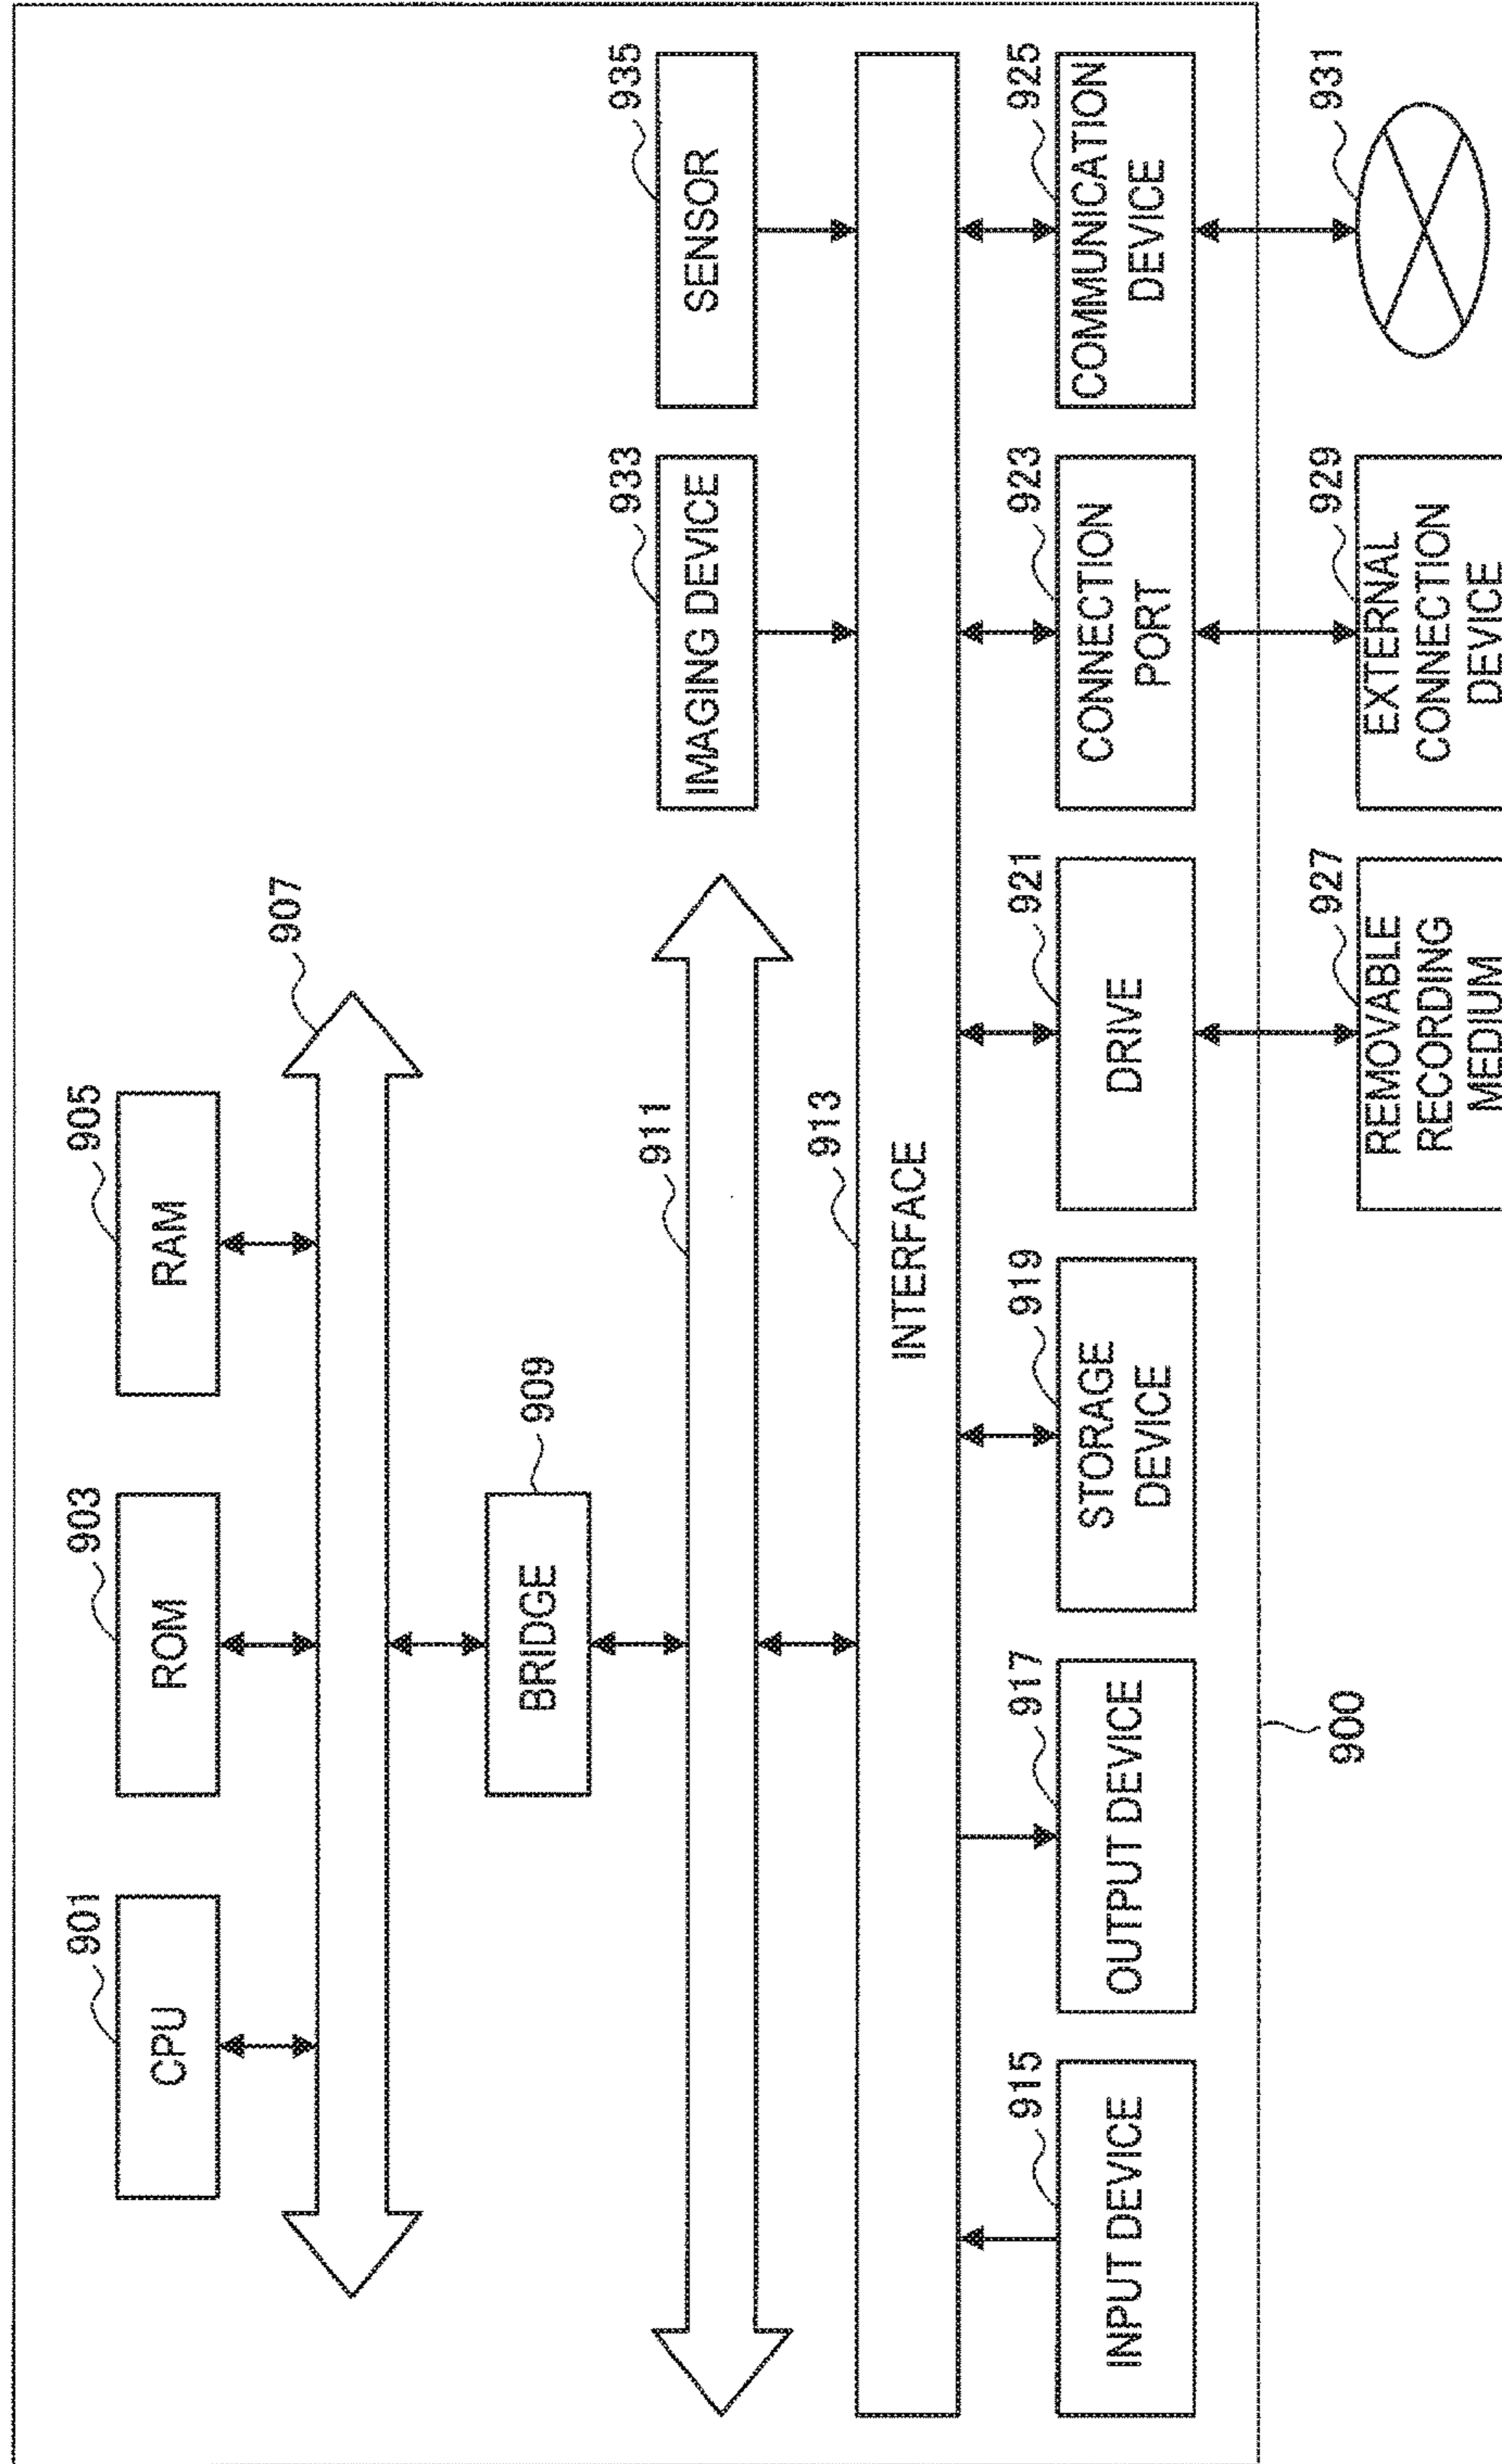 901
CPU
903
ROM
905
RAM
907
909
BRIDGE
911
933
IMAGING DEVICE
935
SENSOR
913
INTERFACE
915
INPUT DEVICE
917
OUTPUT DEVICE
919
STORAGE
DEVICE
921
DRIVE
923
CONNECTION
PORT
925
COMMUNICATION
DEVICE
900
927
REMOVABLE
RECORDING
MEDIUM
929
EXTERNAL
CONNECTION
DEVICE
931